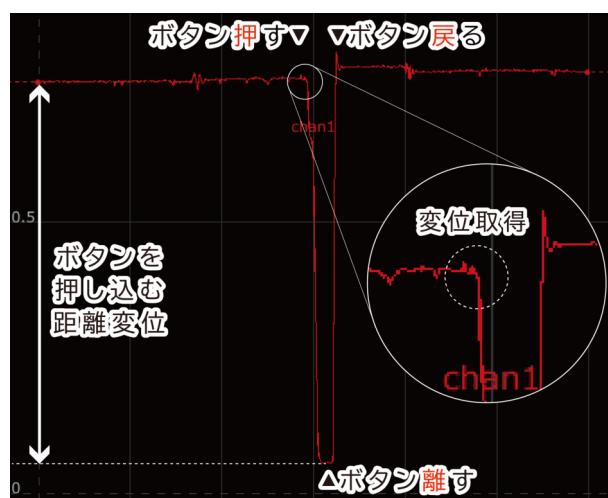 ボタン押す▽ ▽ボタン戻る
chan1
0.5
変位取得
ボタンを
押し込む
距離変位
chan1
△ボタン離す
0